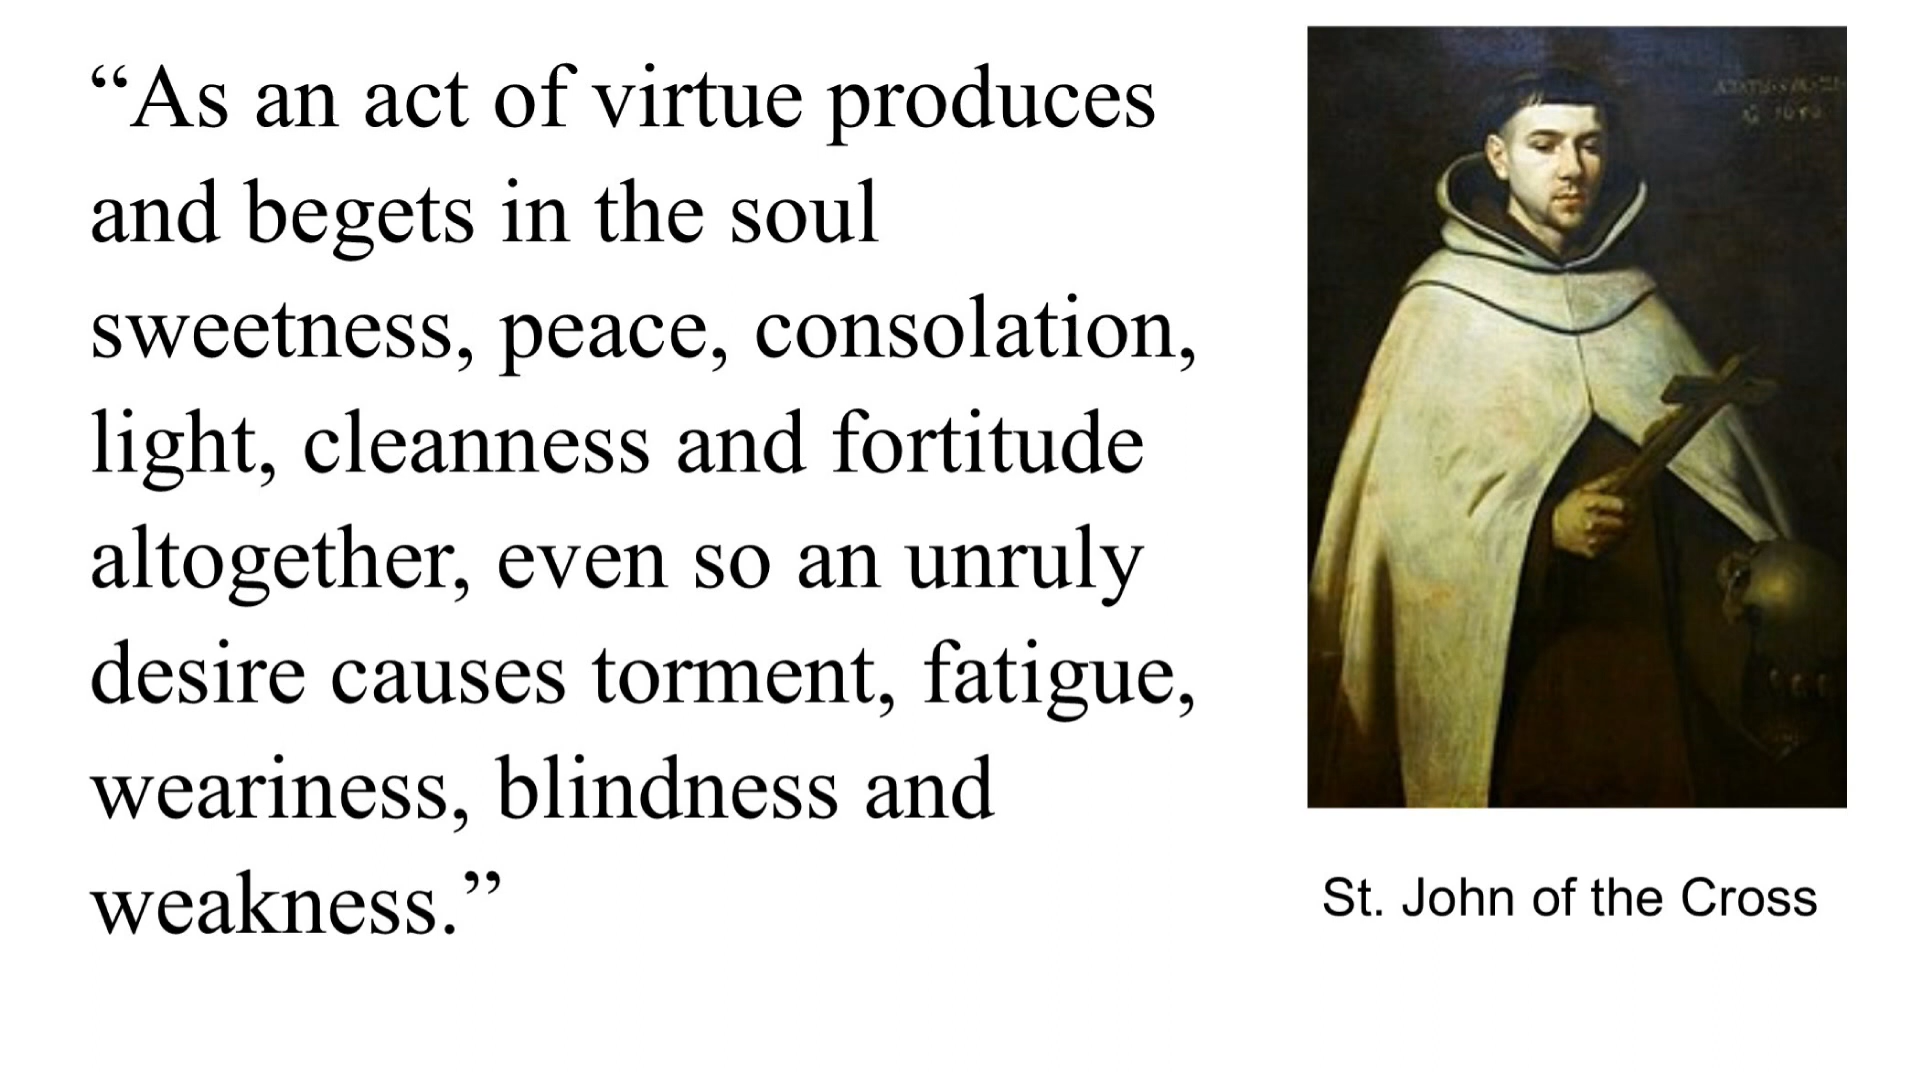 “As an act of virtue produces
and begets in the soul
sweetness, peace, consolation,
light, cleanness and fortitude
altogether, even so an unruly
desire causes torment, fatigue,
weariness, blindness and
weakness.”
St. John of the Cross